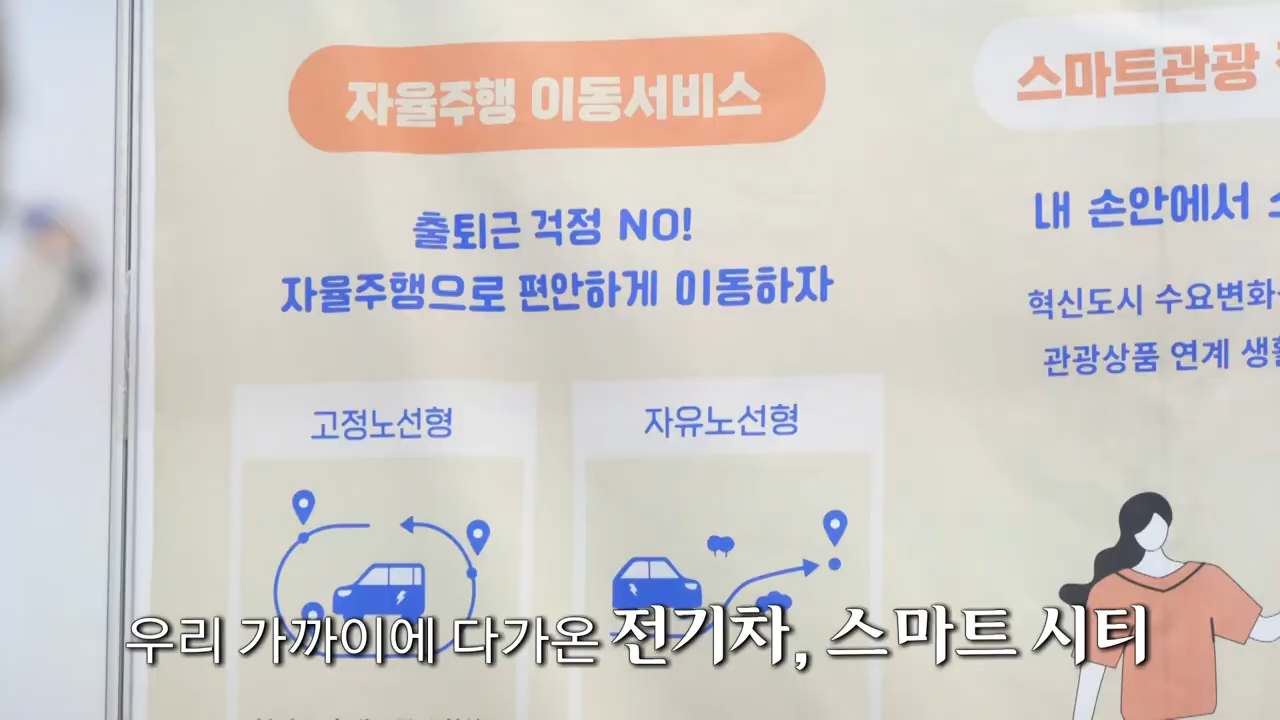 자율주행 이동서비스
출퇴근 걱정 NO!
자율주행으로 편안하게 이동하자
고정노선형
자유노선형
스마트관광
내 손안에서
혁신도시 수요변화
관광상품 연계
우리 가까이에 다가온 전기차, 스마트 시티